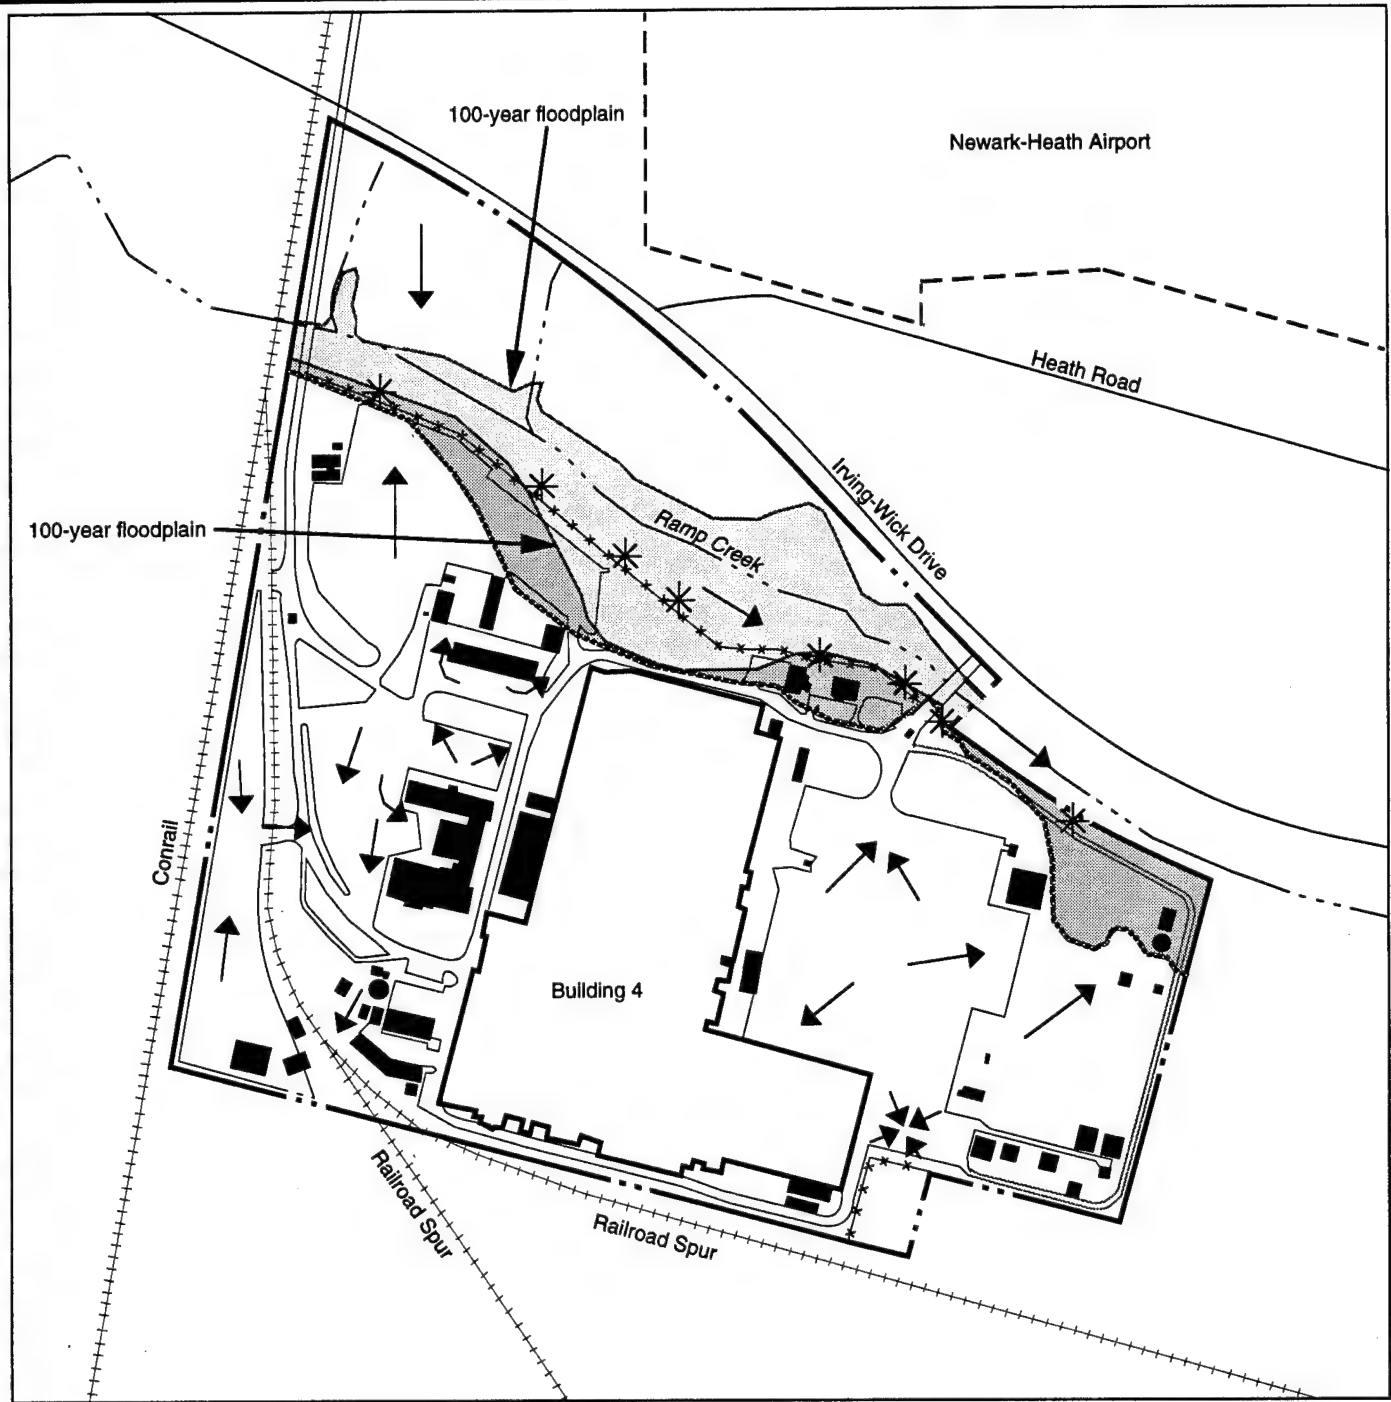 100-year floodplain
Newark-Heath Airport
Heath Road
Irving-Wick Drive
Ramp Creek
100-year floodplain
Conrail
Building 4
Railroad Spur
Railroad Spur